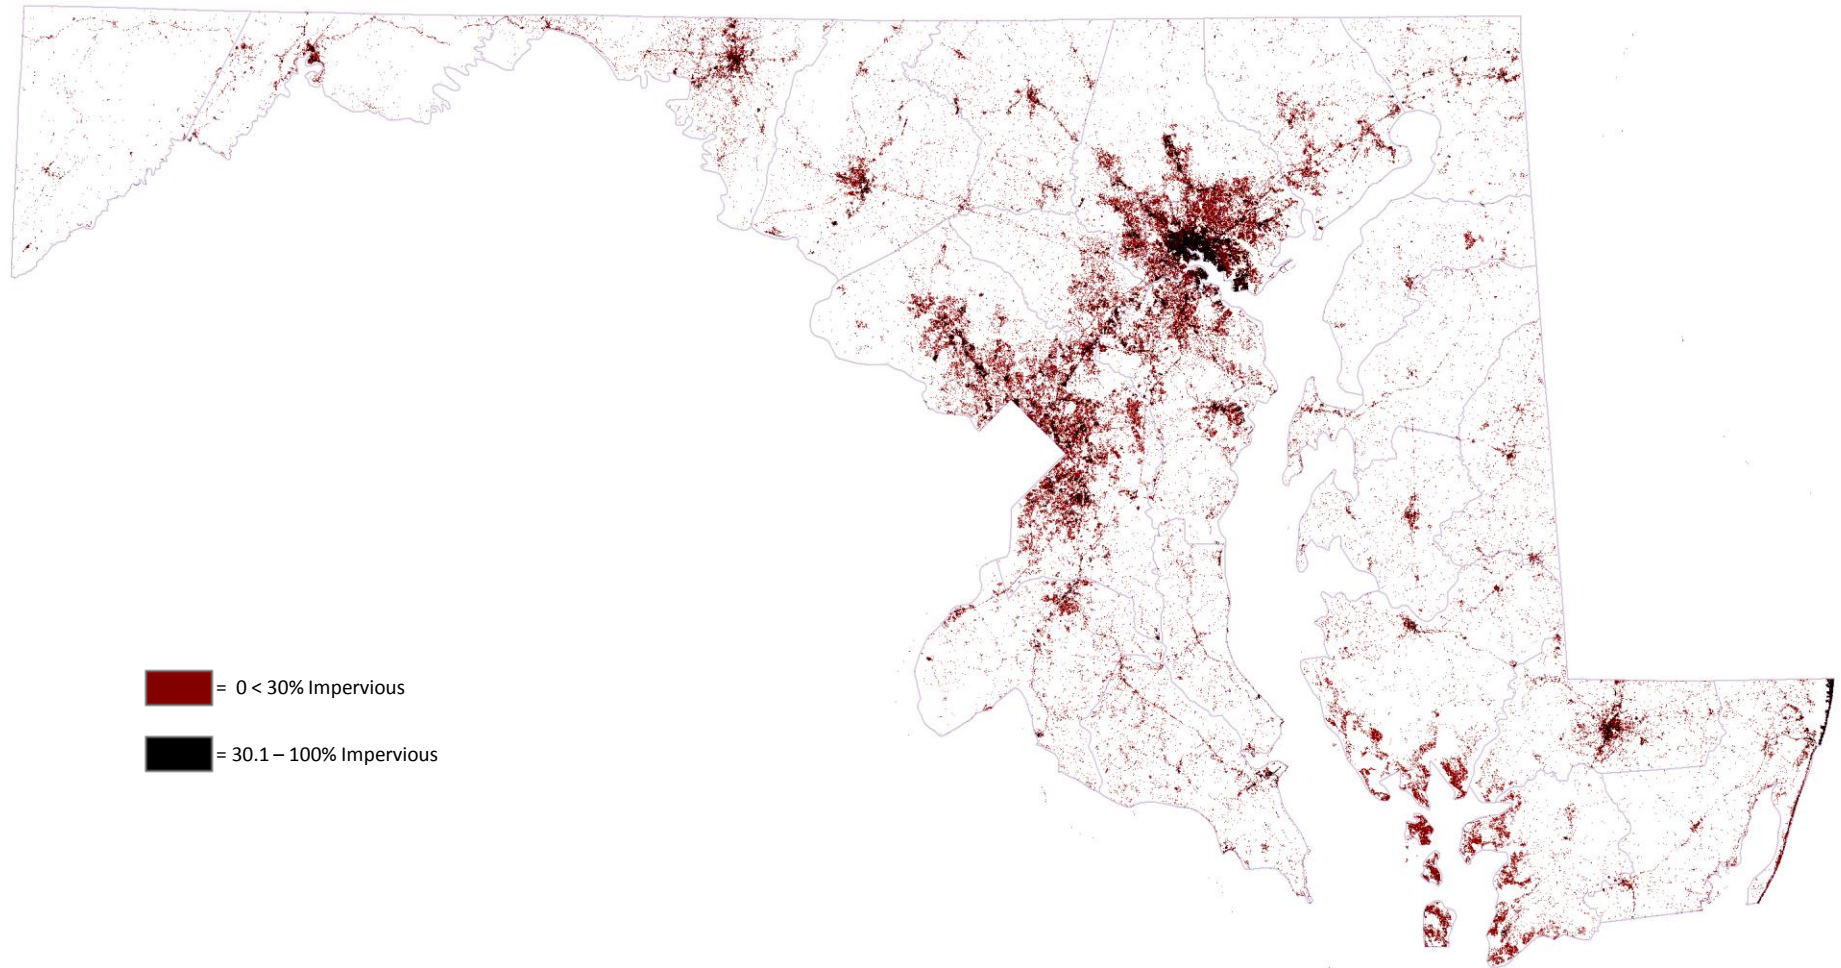 = 0 < 30% Impervious
= 30.1 – 100% Impervious